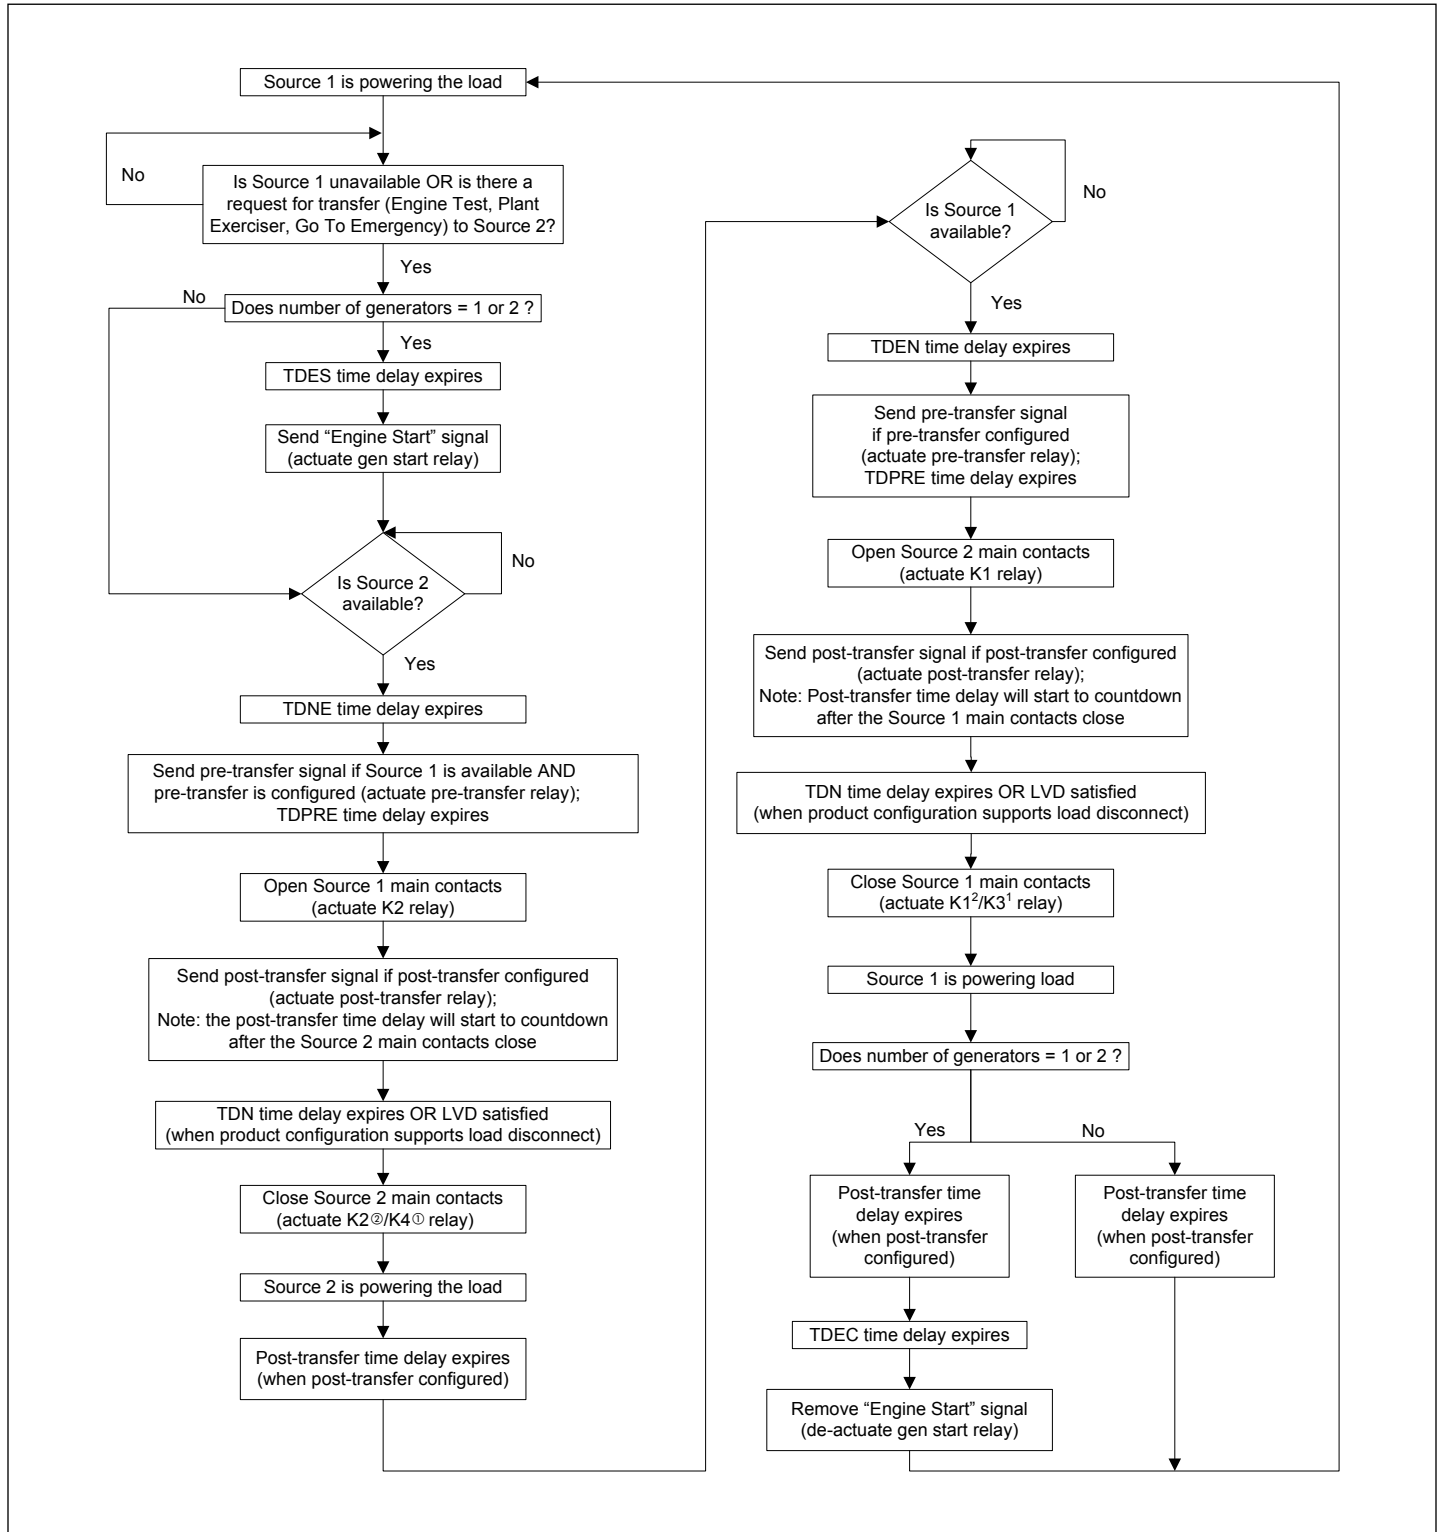 Source 1 is powering the load
No
Is Source 1 unavailable OR is there a
request for transfer (Engine Test, Plant
Exerciser, Go To Emergency) to Source 2?
Yes
No
Does number of generators = 1 or 2 ?
Yes
TDES time delay expires
Send “Engine Start” signal
(actuate gen start relay)
No
Is Source 2
available?
Yes
TDNE time delay expires
Send pre-transfer signal if Source 1 is available AND
pre-transfer is configured (actuate pre-transfer relay);
TDPRE time delay expires
Open Source 1 main contacts
(actuate K2 relay)
Send post-transfer signal if post-transfer configured
(actuate post-transfer relay);
Note: the post-transfer time delay will start to countdown
after the Source 2 main contacts close
TDN time delay expires OR LVD satisfied
(when product configuration supports load disconnect)
Close Source 2 main contacts
(actuate K2②/K4① relay)
Source 2 is powering the load
Post-transfer time delay expires
(when post-transfer configured)
No
Is Source 1
available?
Yes
TDEN time delay expires
Send pre-transfer signal
if pre-transfer configured
(actuate pre-transfer relay);
TDPRE time delay expires
Open Source 2 main contacts
(actuate K1 relay)
Send post-transfer signal if post-transfer configured
(actuate post-transfer relay);
Note: Post-transfer time delay will start to countdown
after the Source 1 main contacts close
TDN time delay expires OR LVD satisfied
(when product configuration supports load disconnect)
Close Source 1 main contacts
(actuate K1²/K3¹ relay)
Source 1 is powering load
Does number of generators = 1 or 2 ?
Yes
No
Post-transfer time
delay expires
(when post-transfer
configured)
Post-transfer time
delay expires
(when post-transfer
configured)
TDEC time delay expires
Remove “Engine Start” signal
(de-actuate gen start relay)